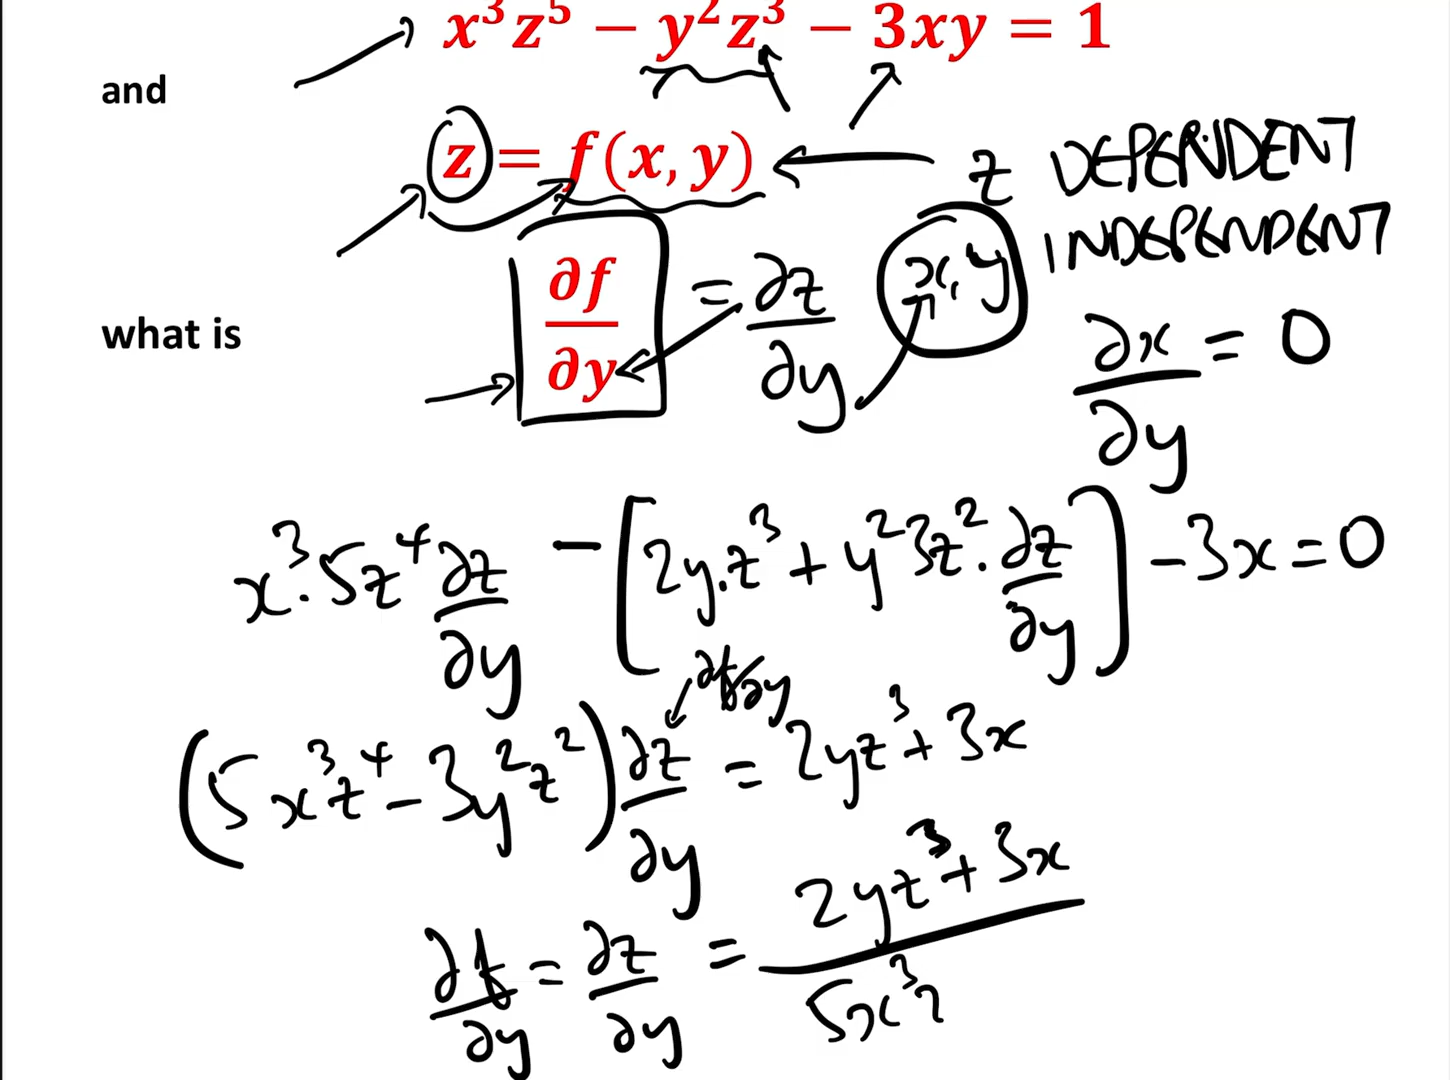 x³z⁵ − y²z³ − 3xy = 1
and
z = f(x, y)
z DEPENDENT
x, y INDEPENDENT
what is
∂f/∂y = ∂z/∂y
∂x/∂y = 0
x³·5z⁴ ∂z/∂y − [2y·z³ + y²3z²·∂z/∂y] − 3x = 0
∂f/∂y
(5x³z⁴ − 3y²z²) ∂z/∂y = 2yz³ + 3x
∂f/∂y = ∂z/∂y = (2yz³ + 3x)/(5x³